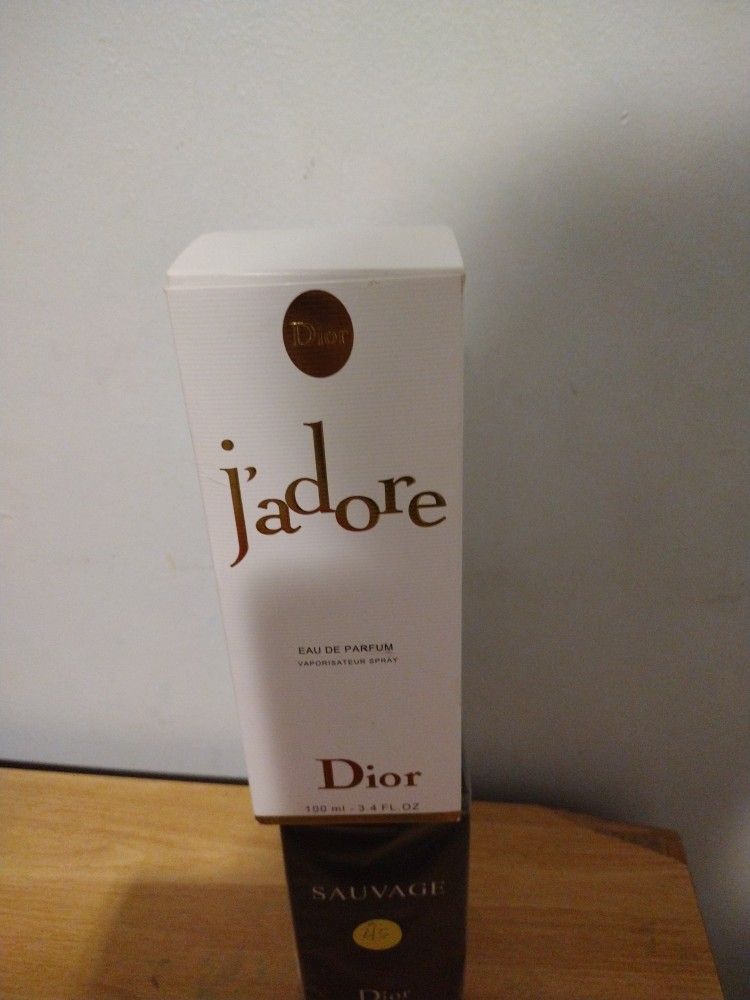 Dior
j'adore
EAU DE PARFUM
VAPORISATEUR SPRAY
Dior
100 ml - 3.4 FL.OZ
SAUVAGE
Dior